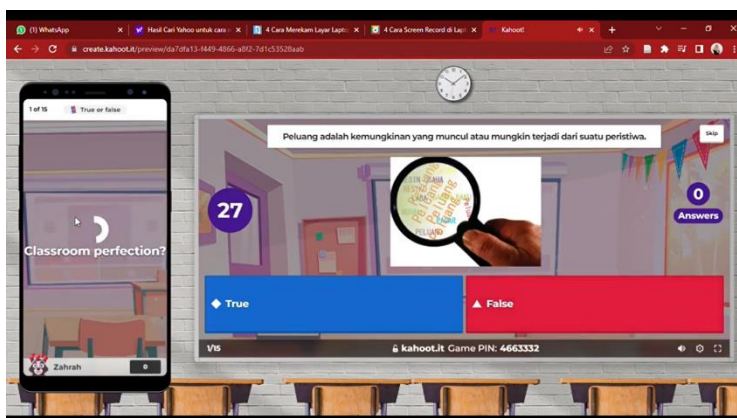 (1) WhatsApp
Hasil Cari Yahoo untuk cara
4 Cara Merekam Layar Lapto
4 Cara Screen Record di Lapt
Kahoot!
create.kahoot.it/preview/da7dfa13-f449-4866-a8f2-7d1c53528aab
1 of 15
True or false
Classroom perfection?
Zahrah
0
Peluang adalah kemungkinan yang muncul atau mungkin terjadi dari suatu peristiwa.
Skip
27
Peluang
PELUANG
0
Answers
True
False
1/15
kahoot.it Game PIN: 4663332